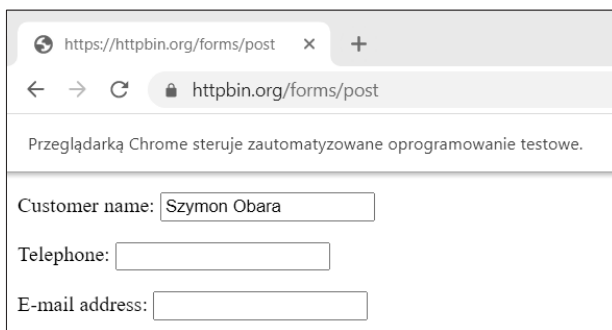 https://httpbin.org/forms/post
httpbin.org/forms/post
Przeglądarką Chrome steruje zautomatyzowane oprogramowanie testowe.
Customer name: Szymon Obara
Telephone:
E-mail address: